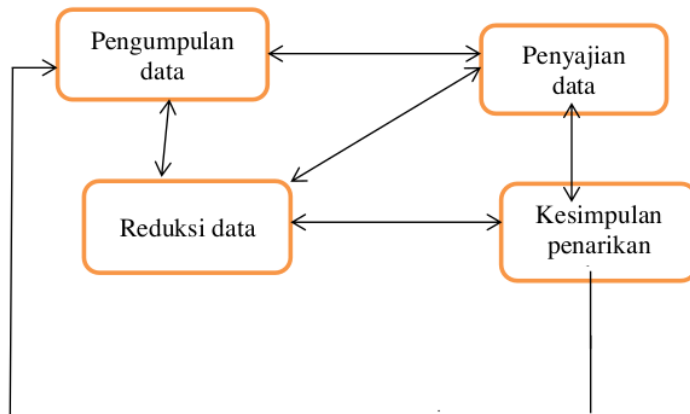 Pengumpulan
data
Penyajian
data
Reduksi data
Kesimpulan
penarikan